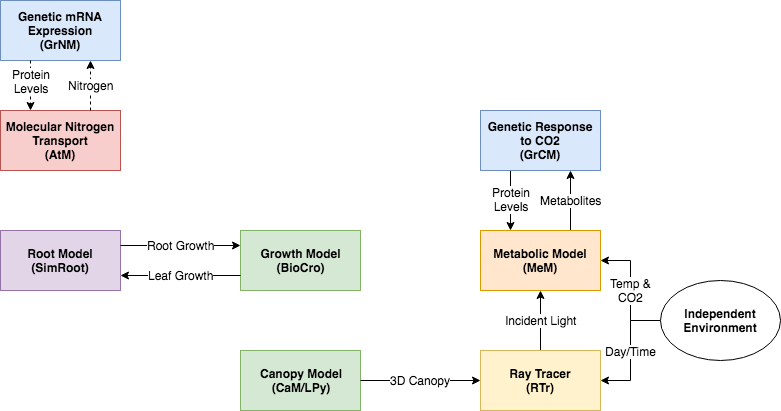 Genetic mRNA
Expression
(GrNM)
Protein
Levels
Nitrogen
Molecular Nitrogen
Transport
(AtM)
Genetic Response
to CO2
(GrCM)
Protein
Levels
Metabolites
Root Model
(SimRoot)
Root Growth
Leaf Growth
Growth Model
(BioCro)
Metabolic Model
(MeM)
Temp &
CO2
Independent
Environment
Incident Light
Day/Time
Canopy Model
(CaM/LPy)
3D Canopy
Ray Tracer
(RTr)